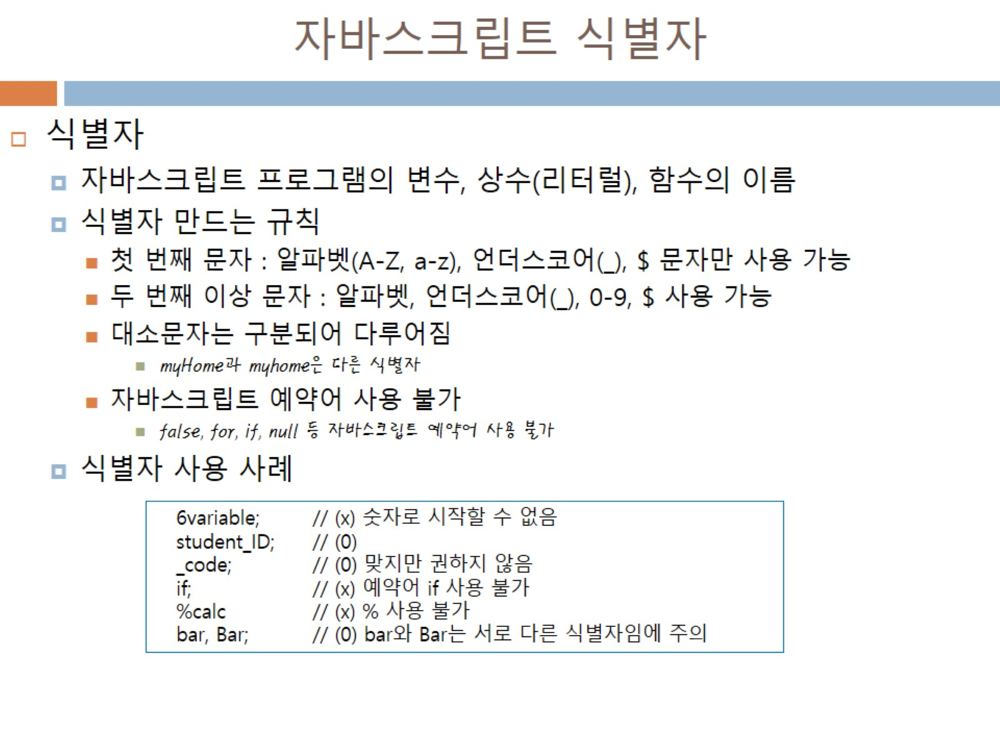 자바스크립트 식별자
식별자
자바스크립트 프로그램의 변수, 상수(리터럴), 함수의 이름
식별자 만드는 규칙
첫 번째 문자 : 알파벳(A-Z, a-z), 언더스코어(_), $ 문자만 사용 가능
두 번째 이상 문자 : 알파벳, 언더스코어(_), 0-9, $ 사용 가능
대소문자는 구분되어 다루어짐
myHome과 myhome은 다른 식별자
자바스크립트 예약어 사용 불가
false, for, if, null 등 자바스크립트 예약어 사용 불가
식별자 사용 사례
6variable; // (x) 숫자로 시작할 수 없음
student_ID; // (0)
_code; // (0) 맞지만 권하지 않음
if; // (x) 예약어 if 사용 불가
%calc // (x) % 사용 불가
bar, Bar; // (0) bar와 Bar는 서로 다른 식별자임에 주의